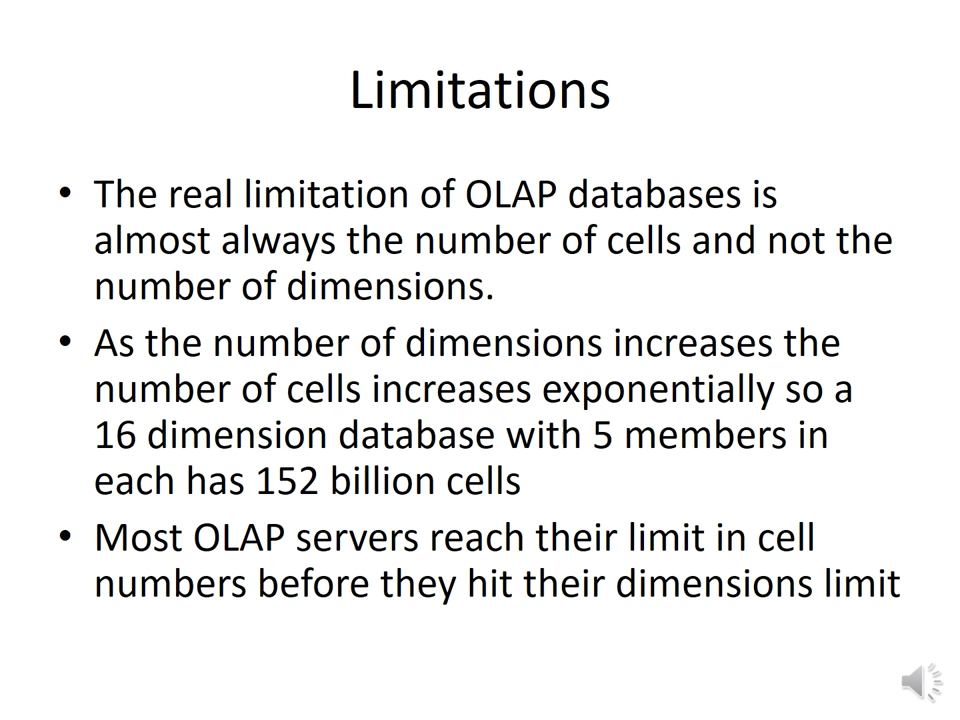 Limitations
• The real limitation of OLAP databases is
almost always the number of cells and not the
number of dimensions.
• As the number of dimensions increases the
number of cells increases exponentially so a
16 dimension database with 5 members in
each has 152 billion cells
• Most OLAP servers reach their limit in cell
numbers before they hit their dimensions limit